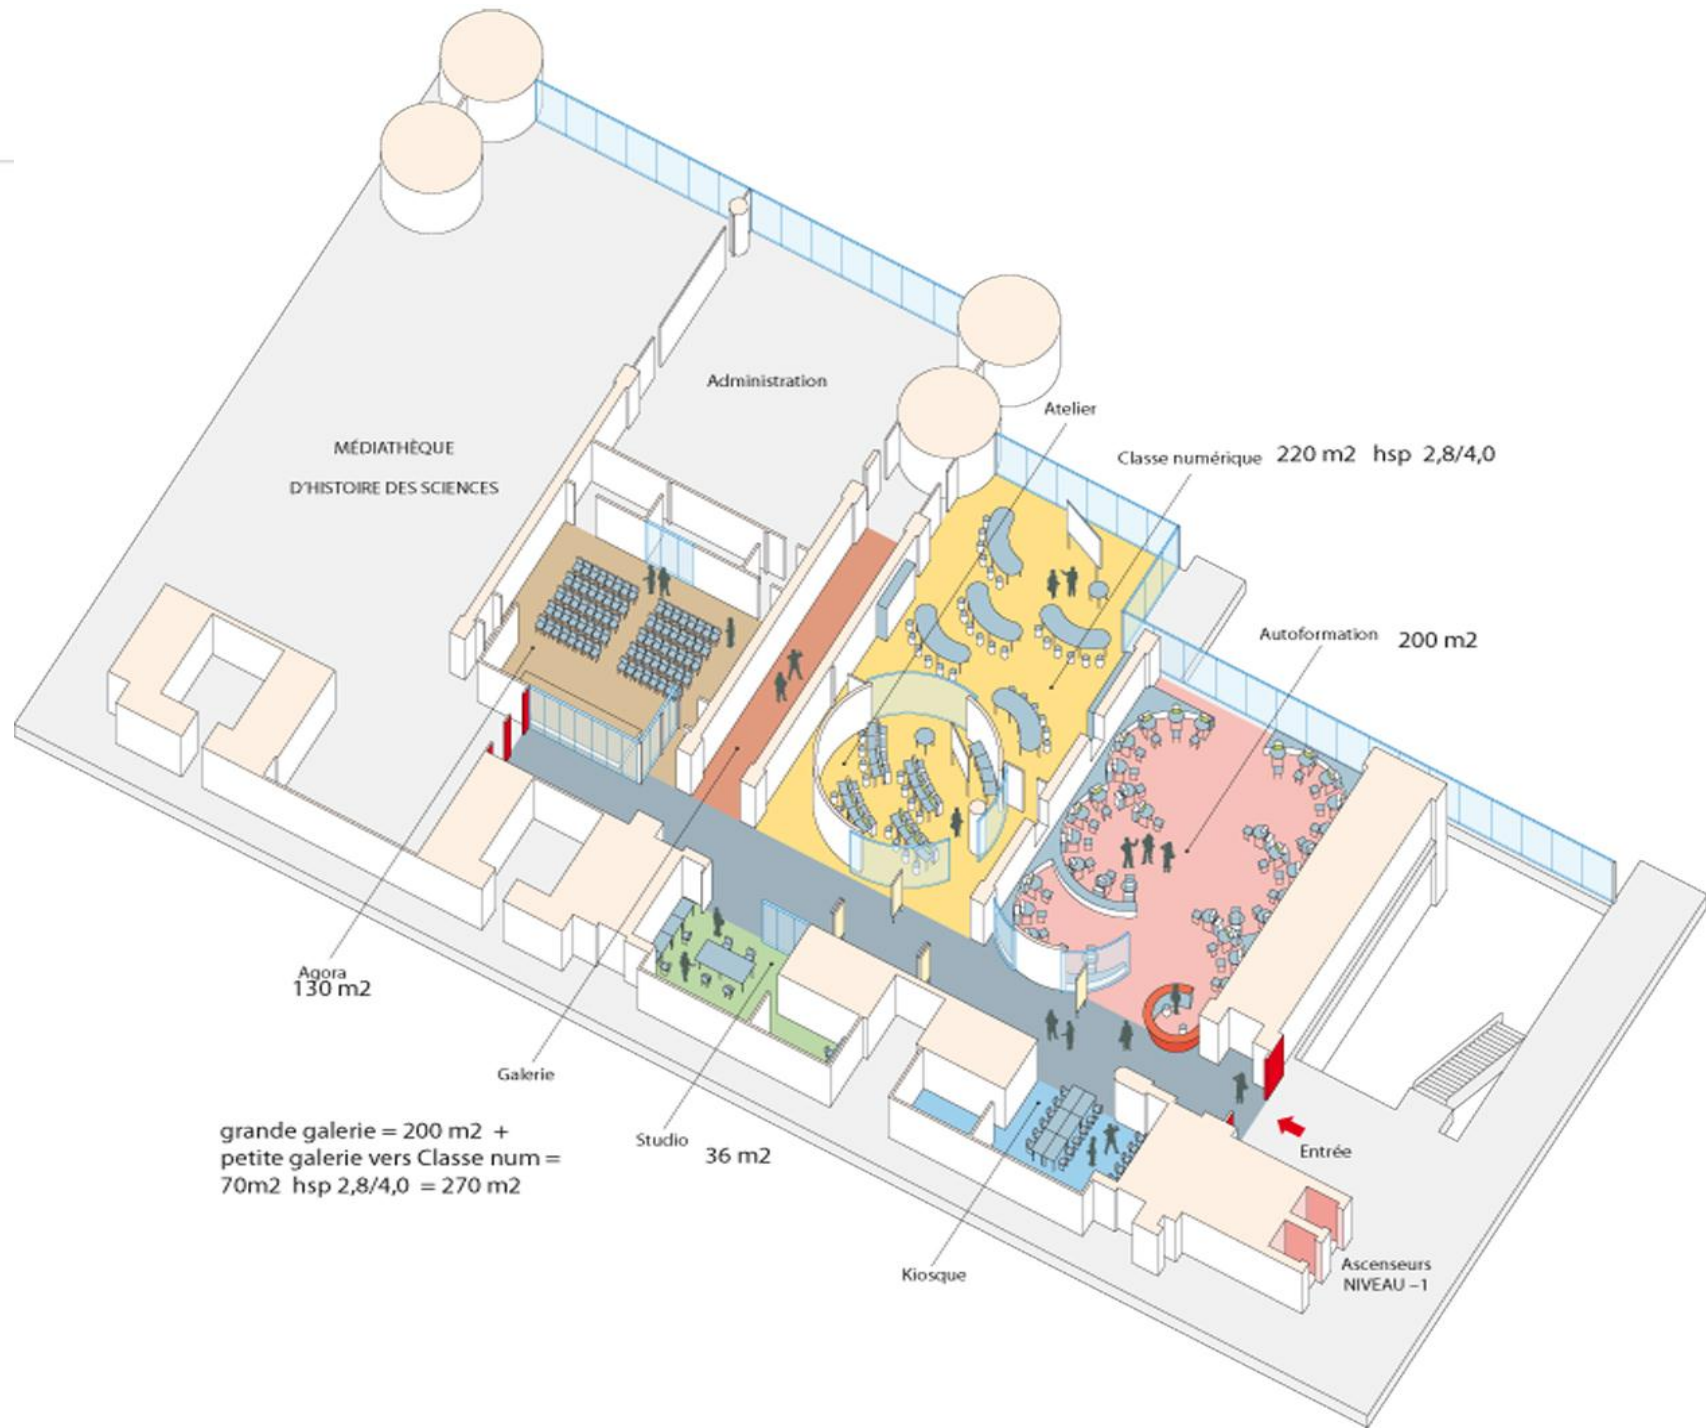 Administration
MÉDIATHÈQUE
D'HISTOIRE DES SCIENCES
Atelier
Classe numérique 220 m2 hsp 2,8/4,0
Autoformation 200 m2
Agora
130 m2
Galerie
grande galerie = 200 m2 +
petite galerie vers Classe num =
70m2 hsp 2,8/4,0 = 270 m2
Studio 36 m2
Entrée
Kiosque
Ascenseurs
NIVEAU –1